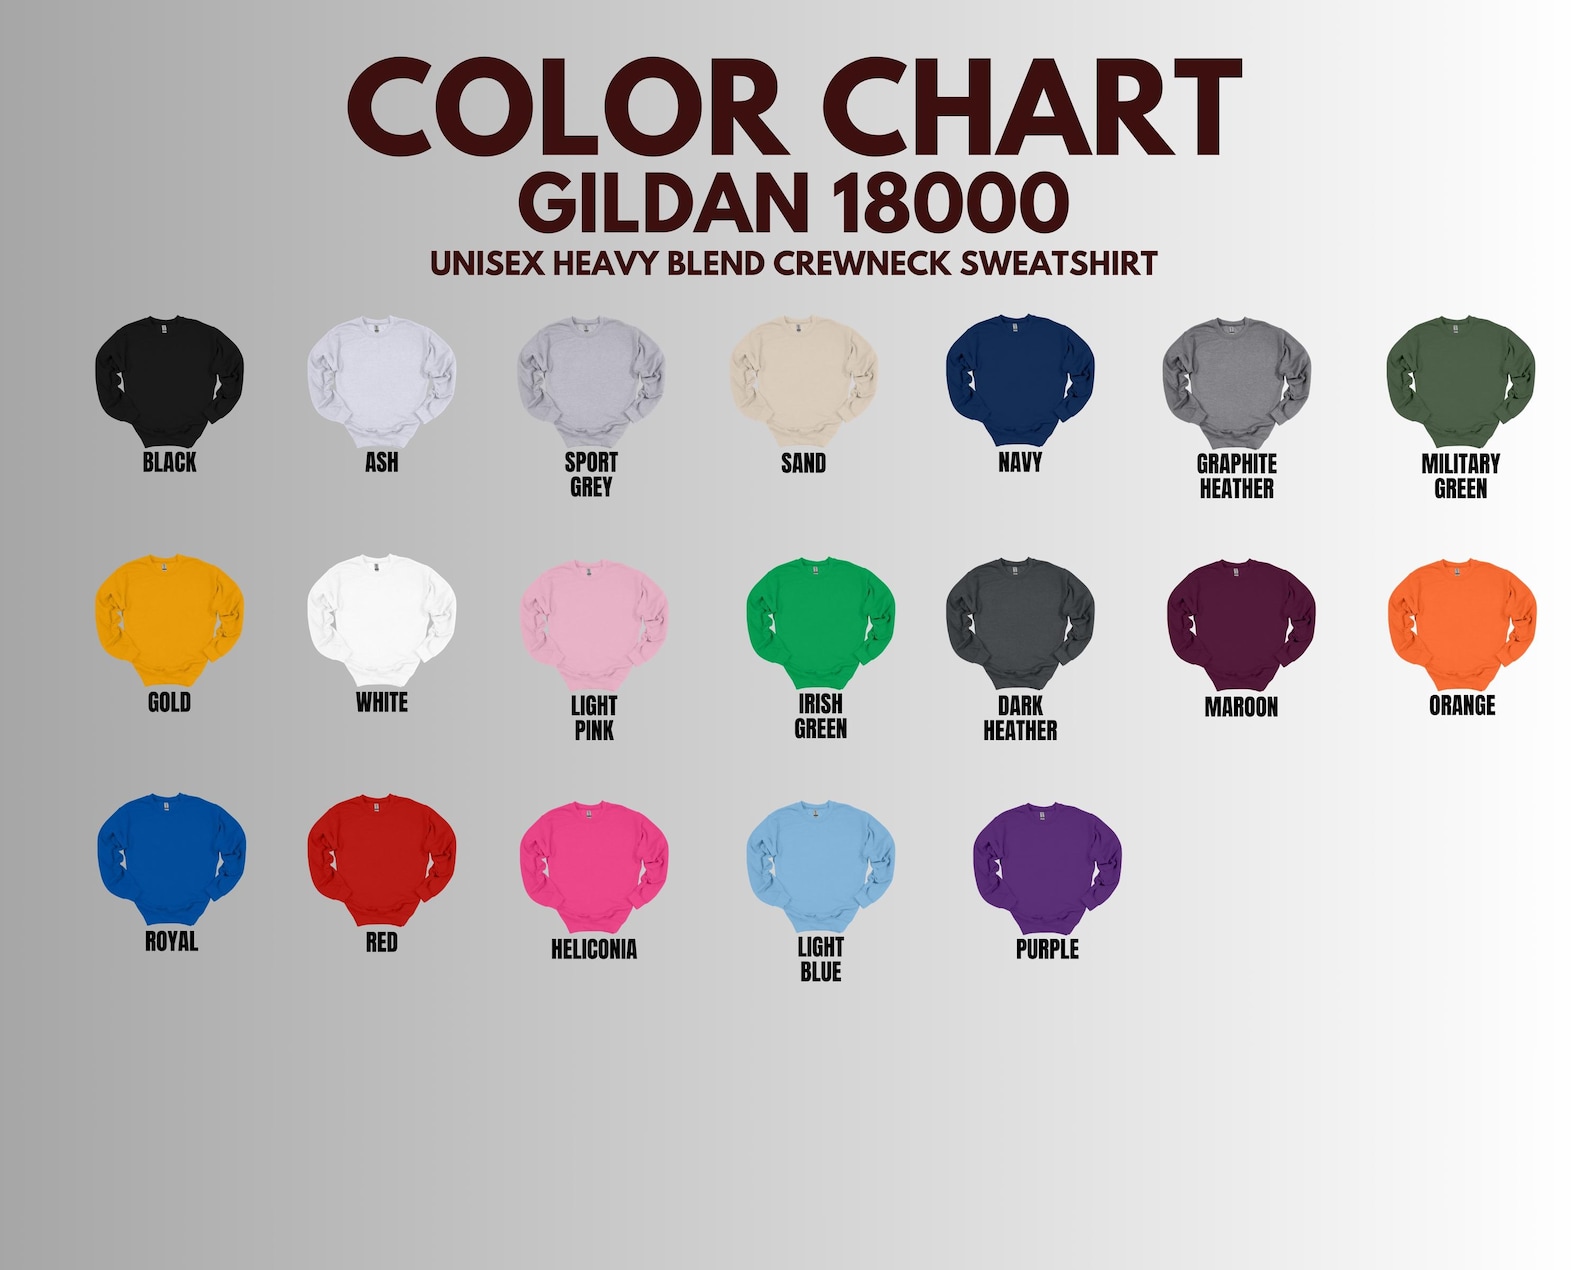 COLOR CHART
GILDAN 18000
UNISEX HEAVY BLEND CREWNECK SWEATSHIRT
BLACK
ASH
SPORT
GREY
SAND
NAVY
GRAPHITE
HEATHER
MILITARY
GREEN
GOLD
WHITE
LIGHT
PINK
IRISH
GREEN
DARK
HEATHER
MAROON
ORANGE
ROYAL
RED
HELICONIA
LIGHT
BLUE
PURPLE